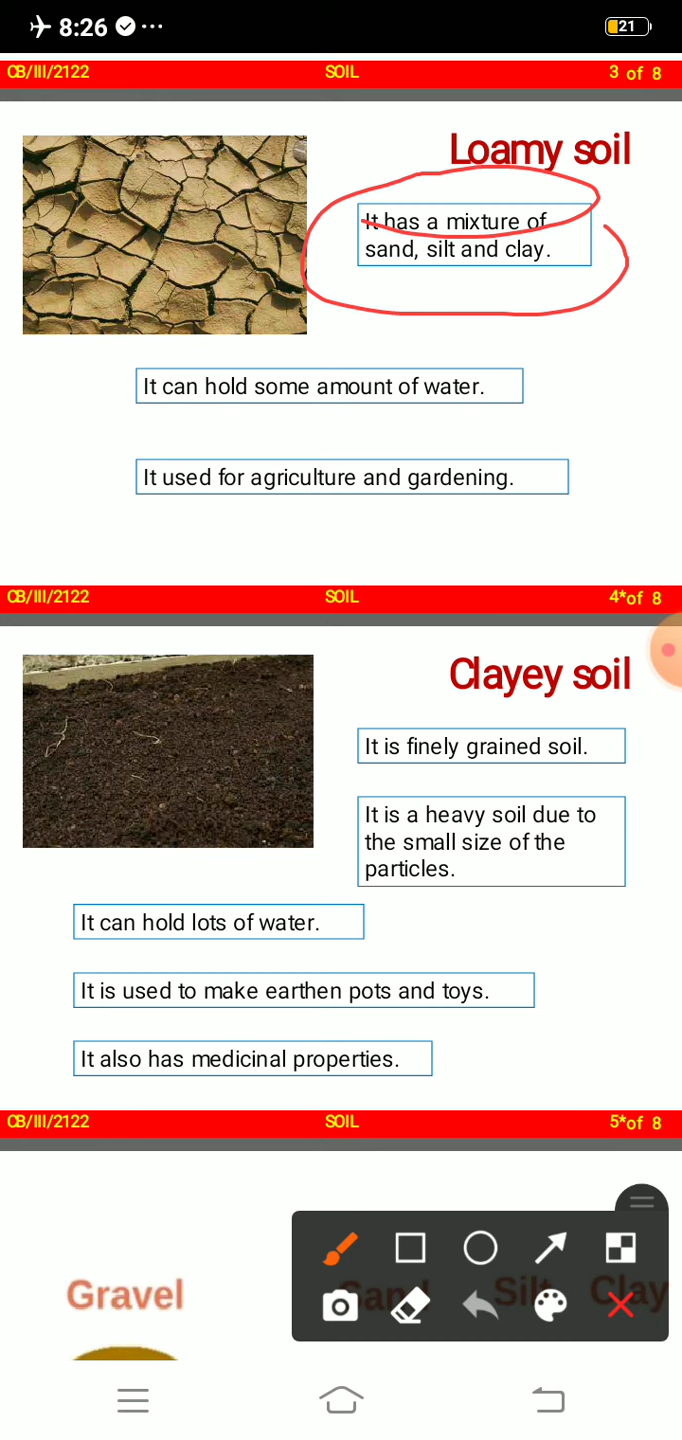 8:26
21
CB/III/2122 SOIL 3 of 8
Loamy soil
It has a mixture of
sand, silt and clay.
It can hold some amount of water.
It used for agriculture and gardening.
CB/III/2122 SOIL 4*of 8
Clayey soil
It is finely grained soil.
It is a heavy soil due to
the small size of the
particles.
It can hold lots of water.
It is used to make earthen pots and toys.
It also has medicinal properties.
CB/III/2122 SOIL 5*of 8
Gravel Sand Silt Clay